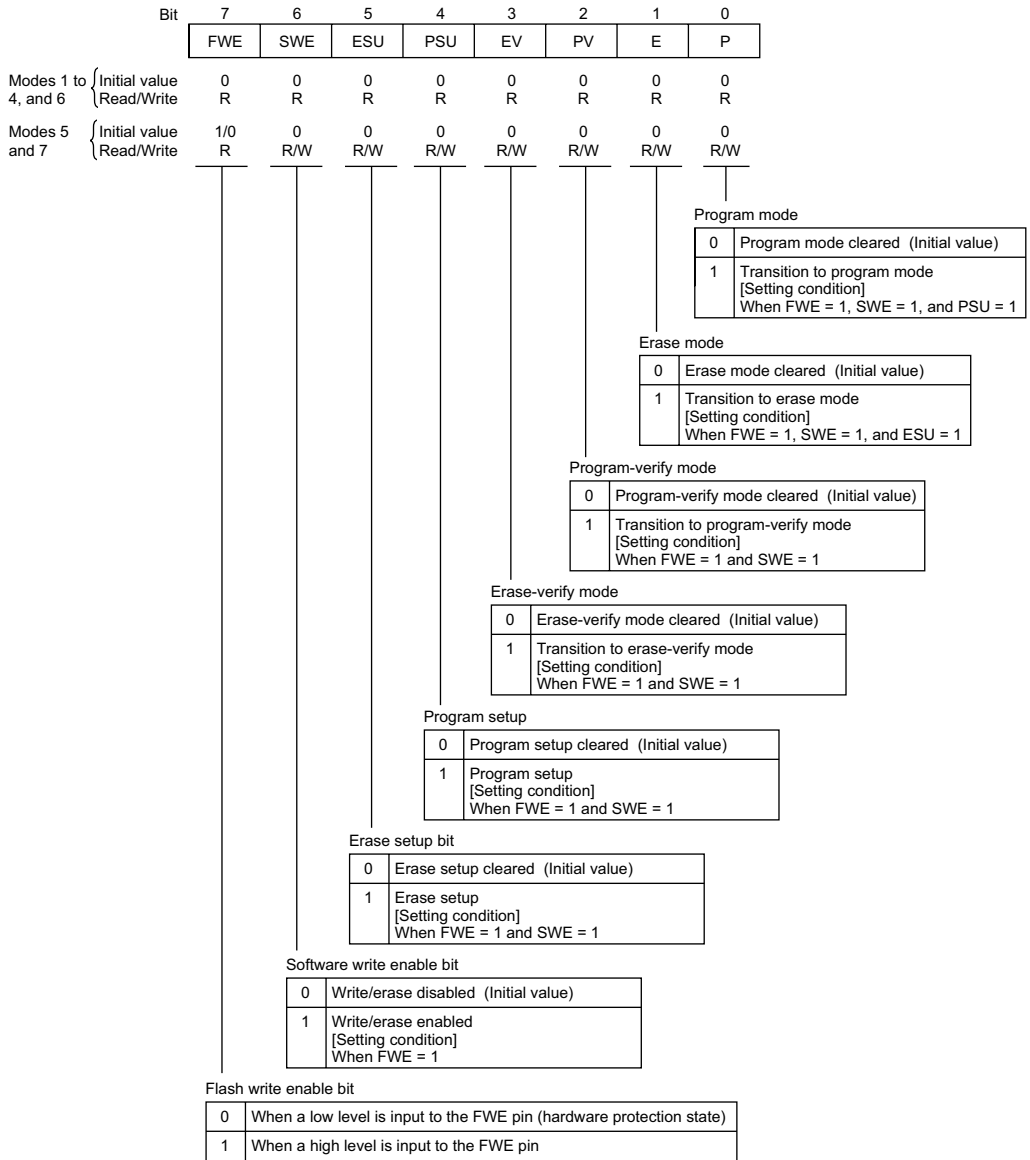 Bit 7 6 5 4 3 2 1 0
FWE SWE ESU PSU EV PV E P
Modes 1 to 4, and 6
Initial value 0 0 0 0 0 0 0 0
Read/Write R R R R R R R R
Modes 5 and 7
Initial value 1/0 0 0 0 0 0 0 0
Read/Write R R/W R/W R/W R/W R/W R/W R/W
Program mode
0 Program mode cleared (Initial value)
1 Transition to program mode
[Setting condition]
When FWE = 1, SWE = 1, and PSU = 1
Erase mode
0 Erase mode cleared (Initial value)
1 Transition to erase mode
[Setting condition]
When FWE = 1, SWE = 1, and ESU = 1
Program-verify mode
0 Program-verify mode cleared (Initial value)
1 Transition to program-verify mode
[Setting condition]
When FWE = 1 and SWE = 1
Erase-verify mode
0 Erase-verify mode cleared (Initial value)
1 Transition to erase-verify mode
[Setting condition]
When FWE = 1 and SWE = 1
Program setup
0 Program setup cleared (Initial value)
1 Program setup
[Setting condition]
When FWE = 1 and SWE = 1
Erase setup bit
0 Erase setup cleared (Initial value)
1 Erase setup
[Setting condition]
When FWE = 1 and SWE = 1
Software write enable bit
0 Write/erase disabled (Initial value)
1 Write/erase enabled
[Setting condition]
When FWE = 1
Flash write enable bit
0 When a low level is input to the FWE pin (hardware protection state)
1 When a high level is input to the FWE pin